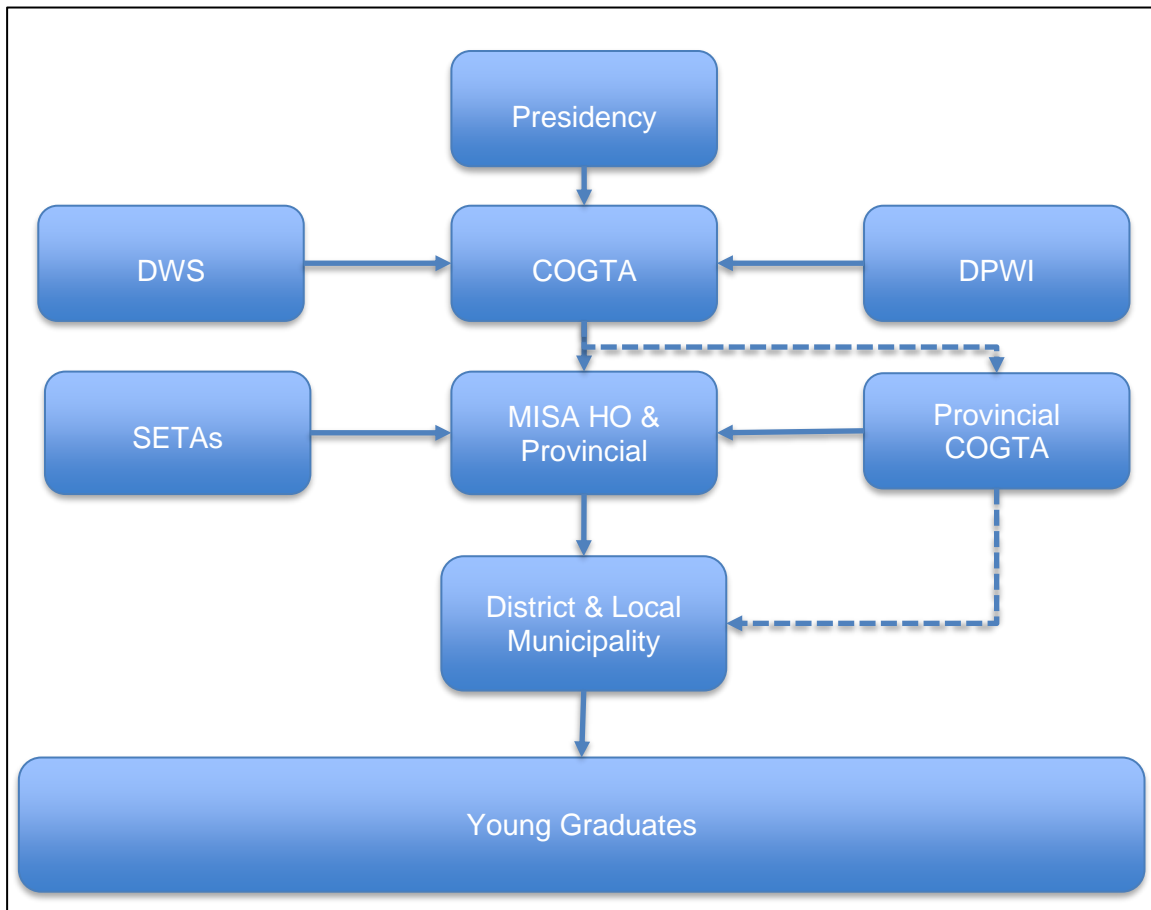 Presidency
DWS
COGTA
DPWI
SETAs
MISA HO &
Provincial
Provincial
COGTA
District & Local
Municipality
Young Graduates